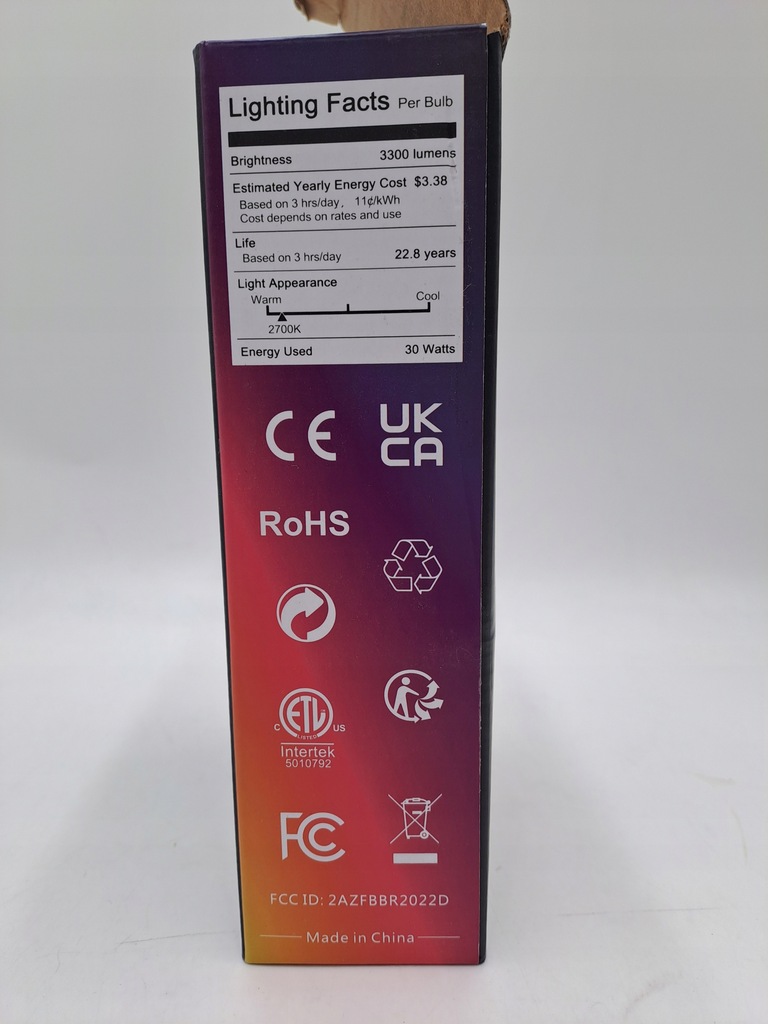 Lighting Facts Per Bulb
Brightness 3300 lumens
Estimated Yearly Energy Cost $3.38
Based on 3 hrs/day, 11¢/kWh
Cost depends on rates and use
Life
Based on 3 hrs/day 22.8 years
Light Appearance
Warm Cool
2700K
Energy Used 30 Watts
CE UK
CA
RoHS
C ETL US
LISTED
Intertek
5010792
FCC
FCC ID: 2AZFBBR2022D
Made in China